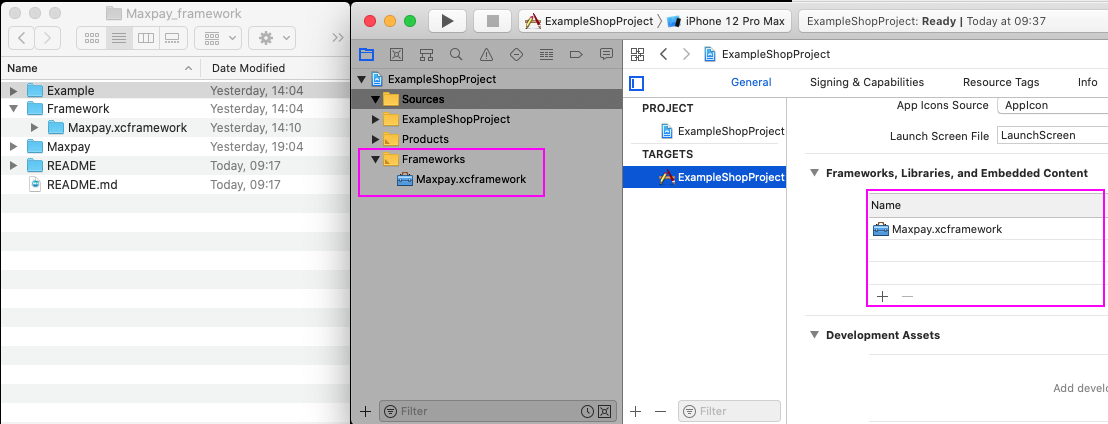 Maxpay_framework
Name Date Modified
Example Yesterday, 14:04
Framework Yesterday, 14:04
Maxpay.xcframework Yesterday, 14:10
Maxpay Yesterday, 19:04
README Today, 09:17
README.md Today, 09:17
ExampleShopProject
iPhone 12 Pro Max
ExampleShopProject: Ready | Today at 09:37
ExampleShopProject
Sources
ExampleShopProject
Products
Frameworks
Maxpay.xcframework
Filter
ExampleShopProject
General Signing & Capabilities Resource Tags Info
PROJECT
ExampleShopProject
TARGETS
ExampleShopProject
Filter
App Icons Source AppIcon
Launch Screen File LaunchScreen
Frameworks, Libraries, and Embedded Content
Name
Maxpay.xcframework
Development Assets
Add develo